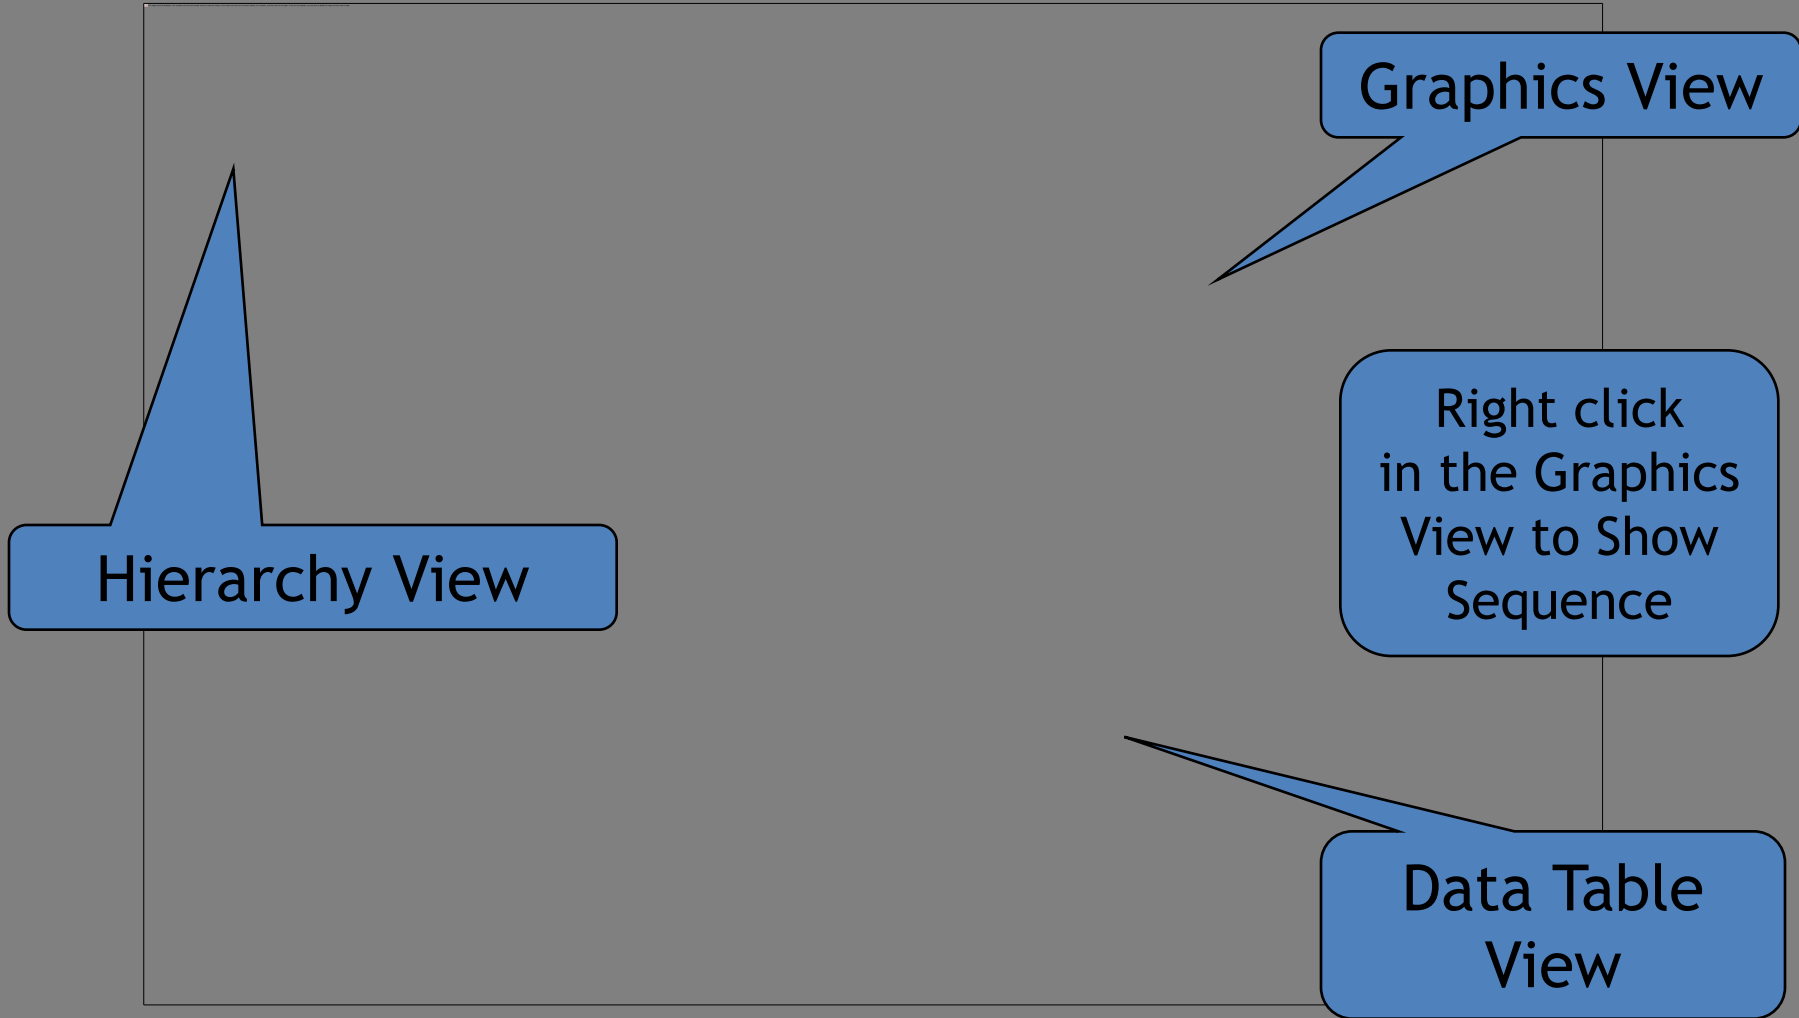 Graphics View
Right click
in the Graphics
View to Show
Sequence
Hierarchy View
Data Table
View